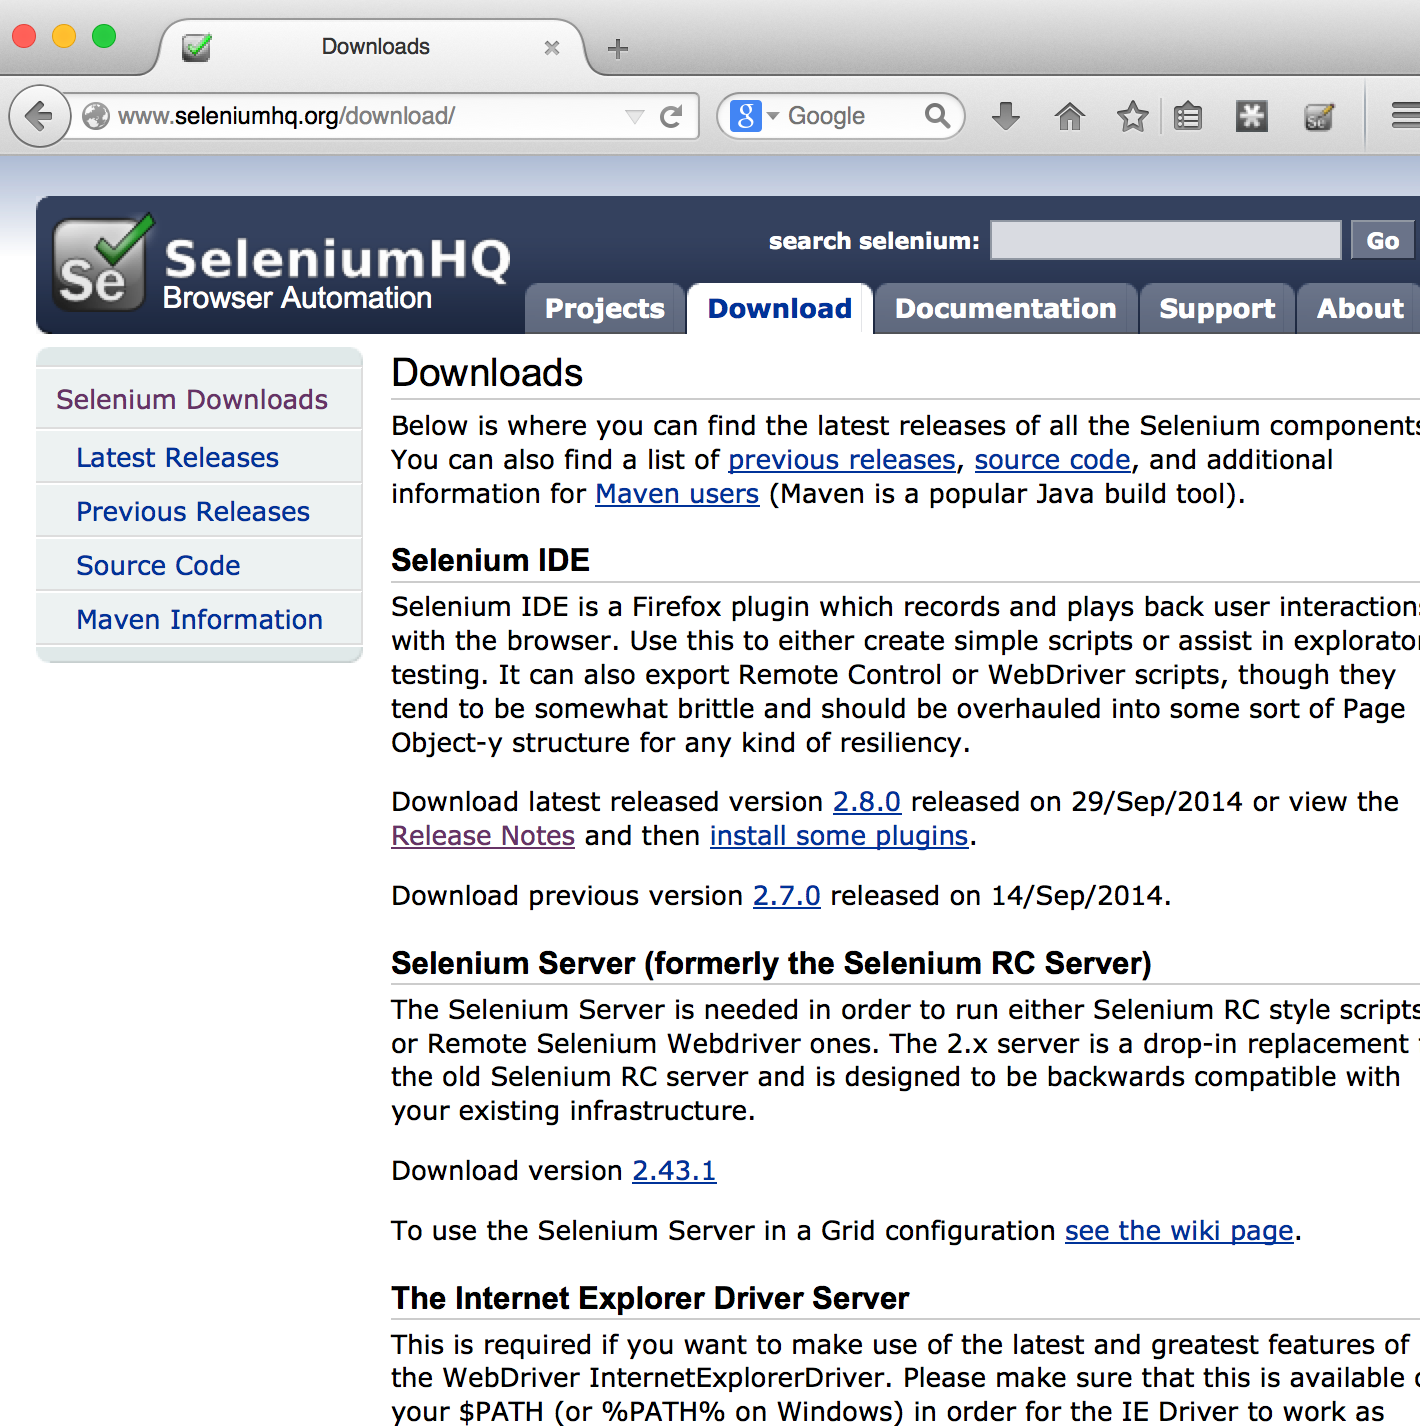 Downloads
www.seleniumhq.org/download/
Google
Se
SeleniumHQ
Browser Automation
search selenium:
Go
Projects
Download
Documentation
Support
About
Selenium Downloads
Latest Releases
Previous Releases
Source Code
Maven Information
Downloads
Below is where you can find the latest releases of all the Selenium components
You can also find a list of previous releases, source code, and additional
information for Maven users (Maven is a popular Java build tool).
Selenium IDE
Selenium IDE is a Firefox plugin which records and plays back user interactions
with the browser. Use this to either create simple scripts or assist in explorator
testing. It can also export Remote Control or WebDriver scripts, though they
tend to be somewhat brittle and should be overhauled into some sort of Page
Object-y structure for any kind of resiliency.
Download latest released version 2.8.0 released on 29/Sep/2014 or view the
Release Notes and then install some plugins.
Download previous version 2.7.0 released on 14/Sep/2014.
Selenium Server (formerly the Selenium RC Server)
The Selenium Server is needed in order to run either Selenium RC style scripts
or Remote Selenium Webdriver ones. The 2.x server is a drop-in replacement
the old Selenium RC server and is designed to be backwards compatible with
your existing infrastructure.
Download version 2.43.1
To use the Selenium Server in a Grid configuration see the wiki page.
The Internet Explorer Driver Server
This is required if you want to make use of the latest and greatest features of
the WebDriver InternetExplorerDriver. Please make sure that this is available
your $PATH (or %PATH% on Windows) in order for the IE Driver to work as